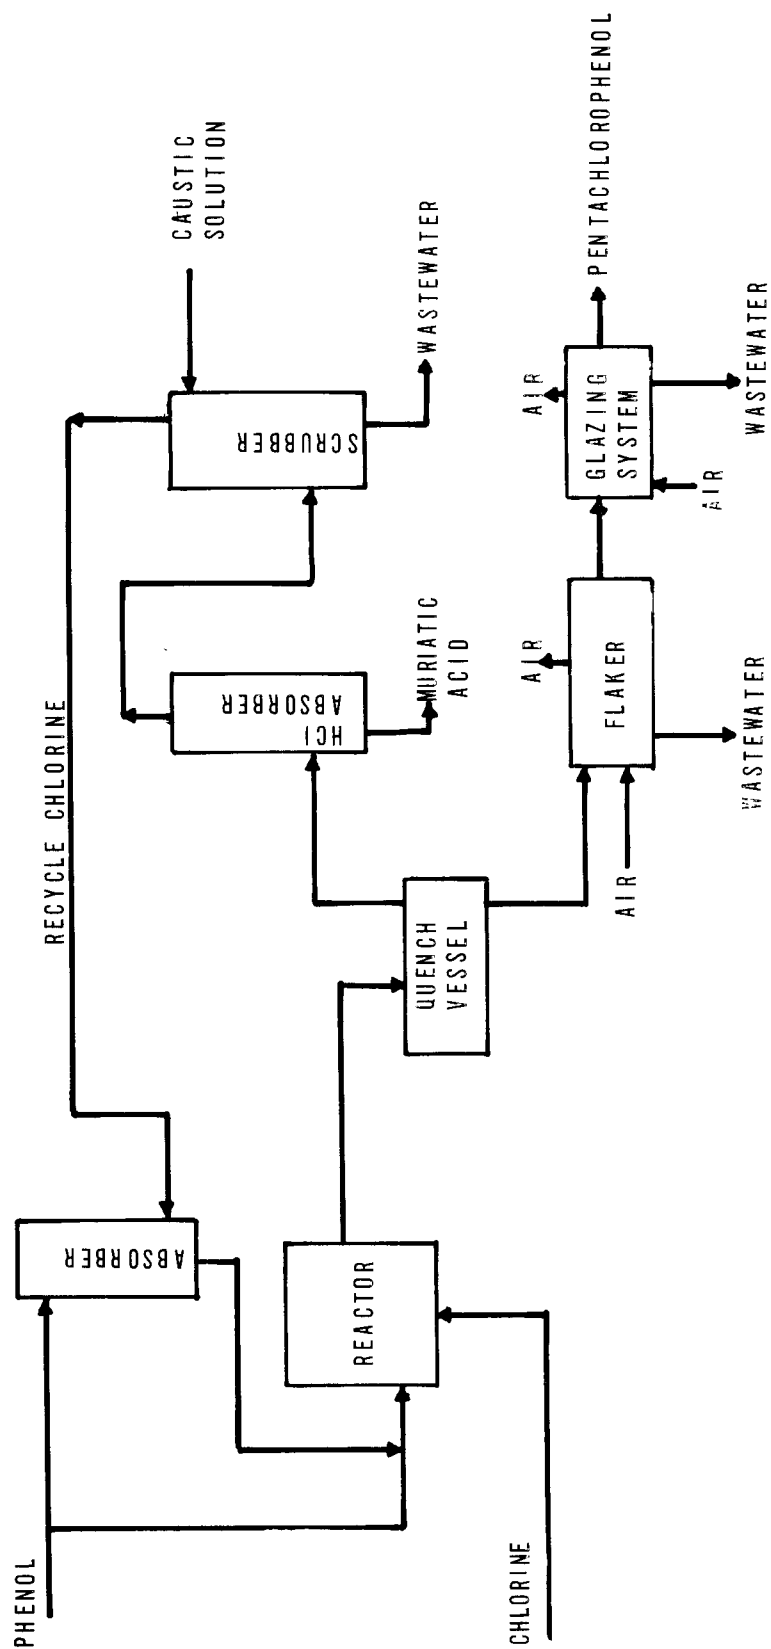 PHENOL
CHLORINE
ABSORBER
REACTOR
RECYCLE CHLORINE
QUENCH
VESSEL
HCl
ABSORBER
MURIATIC
ACID
SCRUBBER
CAUSTIC
SOLUTION
WASTEWATER
AIR
FLAKER
AIR
WASTEWATER
AIR
GLAZING
SYSTEM
AIR
WASTEWATER
PENTACHLOROPHENOL